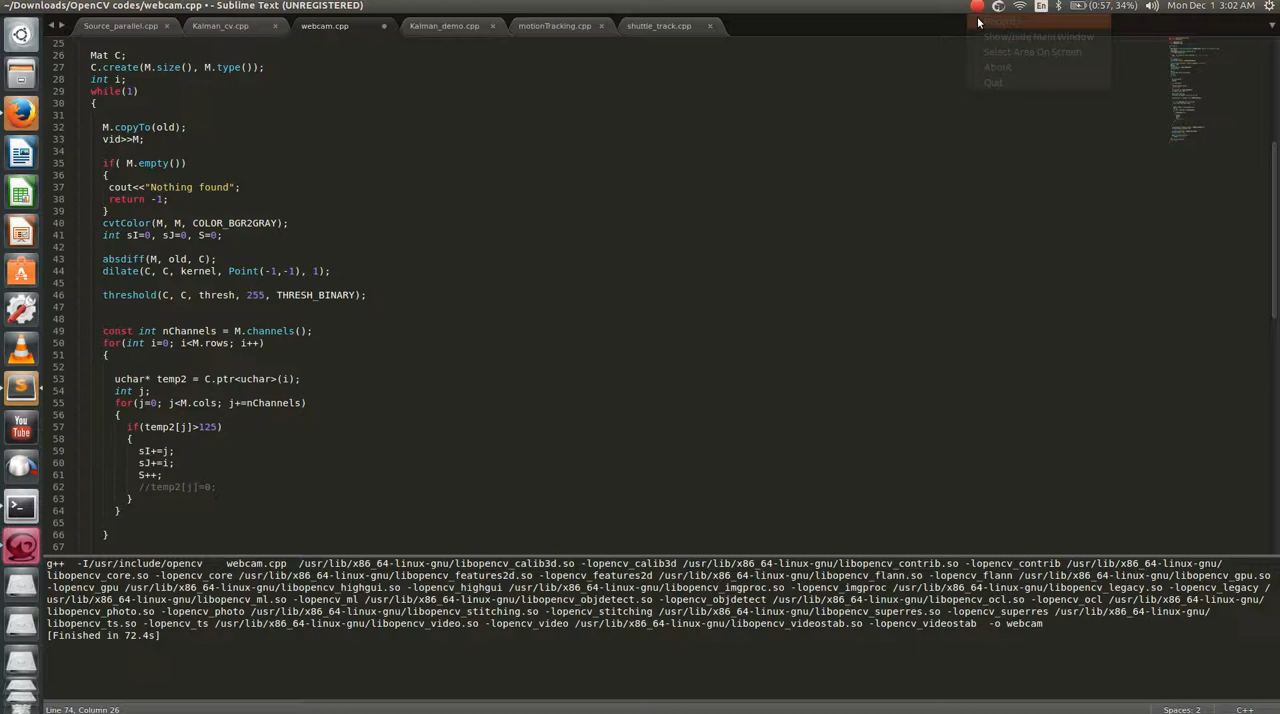 ~/Downloads/OpenCV codes/webcam.cpp • - Sublime Text (UNREGISTERED)
En
(0:57, 34%)
Mon Dec 1 3:02 AM
Source_parallel.cpp
Kalman_cv.cpp
webcam.cpp
Kalman_demo.cpp
motionTracking.cpp
shuttle_track.cpp
Show/hide Main Window
Select Area On Screen
About
Quit
25
26 Mat C;
27 C.create(M.size(), M.type());
28 int i;
29 while(1)
30 {
31
32 M.copyTo(old);
33 vid>>M;
34
35 if( M.empty())
36 {
37 cout<<"Nothing found";
38 return -1;
39 }
40 cvtColor(M, M, COLOR_BGR2GRAY);
41 int sI=0, sJ=0, S=0;
42
43 absdiff(M, old, C);
44 dilate(C, C, kernel, Point(-1,-1), 1);
45
46 threshold(C, C, thresh, 255, THRESH_BINARY);
47
48
49 const int nChannels = M.channels();
50 for(int i=0; i<M.rows; i++)
51 {
52
53 uchar* temp2 = C.ptr<uchar>(i);
54 int j;
55 for(j=0; j<M.cols; j+=nChannels)
56 {
57 if(temp2[j]>125)
58 {
59 sI+=j;
60 sJ+=i;
61 S++;
62 //temp2[j]=0;
63 }
64 }
65
66 }
67
You
Tube
g++ -I/usr/include/opencv webcam.cpp /usr/lib/x86_64-linux-gnu/libopencv_calib3d.so -lopencv_calib3d /usr/lib/x86_64-linux-gnu/libopencv_contrib.so -lopencv_contrib /usr/lib/x86_64-linux-gnu/
libopencv_core.so -lopencv_core /usr/lib/x86_64-linux-gnu/libopencv_features2d.so -lopencv_features2d /usr/lib/x86_64-linux-gnu/libopencv_flann.so -lopencv_flann /usr/lib/x86_64-linux-gnu/libopencv_gpu.so
-lopencv_gpu /usr/lib/x86_64-linux-gnu/libopencv_highgui.so -lopencv_highgui /usr/lib/x86_64-linux-gnu/libopencv_imgproc.so -lopencv_imgproc /usr/lib/x86_64-linux-gnu/libopencv_legacy.so -lopencv_legacy /
usr/lib/x86_64-linux-gnu/libopencv_ml.so -lopencv_ml /usr/lib/x86_64-linux-gnu/libopencv_objdetect.so -lopencv_objdetect /usr/lib/x86_64-linux-gnu/libopencv_ocl.so -lopencv_ocl /usr/lib/x86_64-linux-gnu/
libopencv_photo.so -lopencv_photo /usr/lib/x86_64-linux-gnu/libopencv_stitching.so -lopencv_stitching /usr/lib/x86_64-linux-gnu/libopencv_superres.so -lopencv_superres /usr/lib/x86_64-linux-gnu/
libopencv_ts.so -lopencv_ts /usr/lib/x86_64-linux-gnu/libopencv_video.so -lopencv_video /usr/lib/x86_64-linux-gnu/libopencv_videostab.so -lopencv_videostab -o webcam
[Finished in 72.4s]
Line 74, Column 26
Spaces: 2
C++